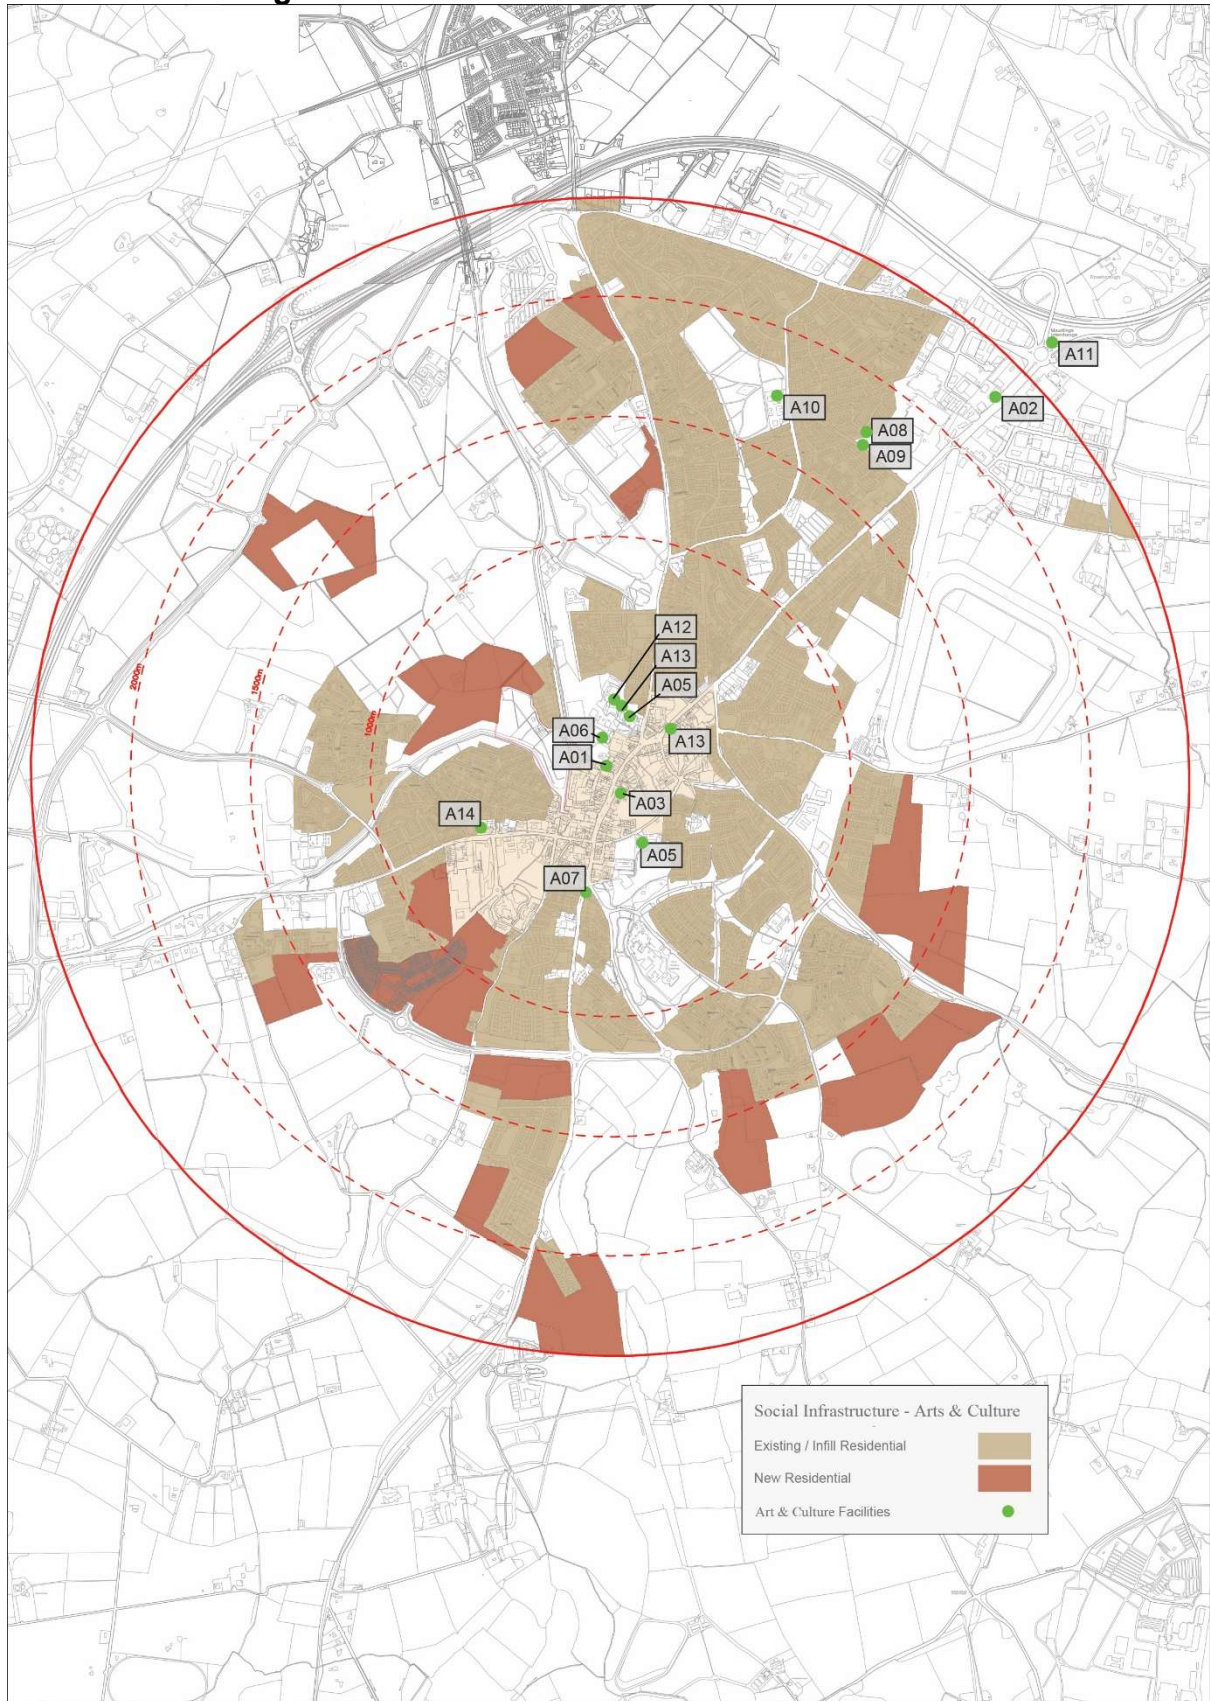 A11
A02
A10
A08
A09
A12
A13
A05
A06
A13
A01
A03
A14
A05
A07
2000m
1500m
1000m
Social Infrastructure - Arts & Culture
Existing / Infill Residential
New Residential
Art & Culture Facilities